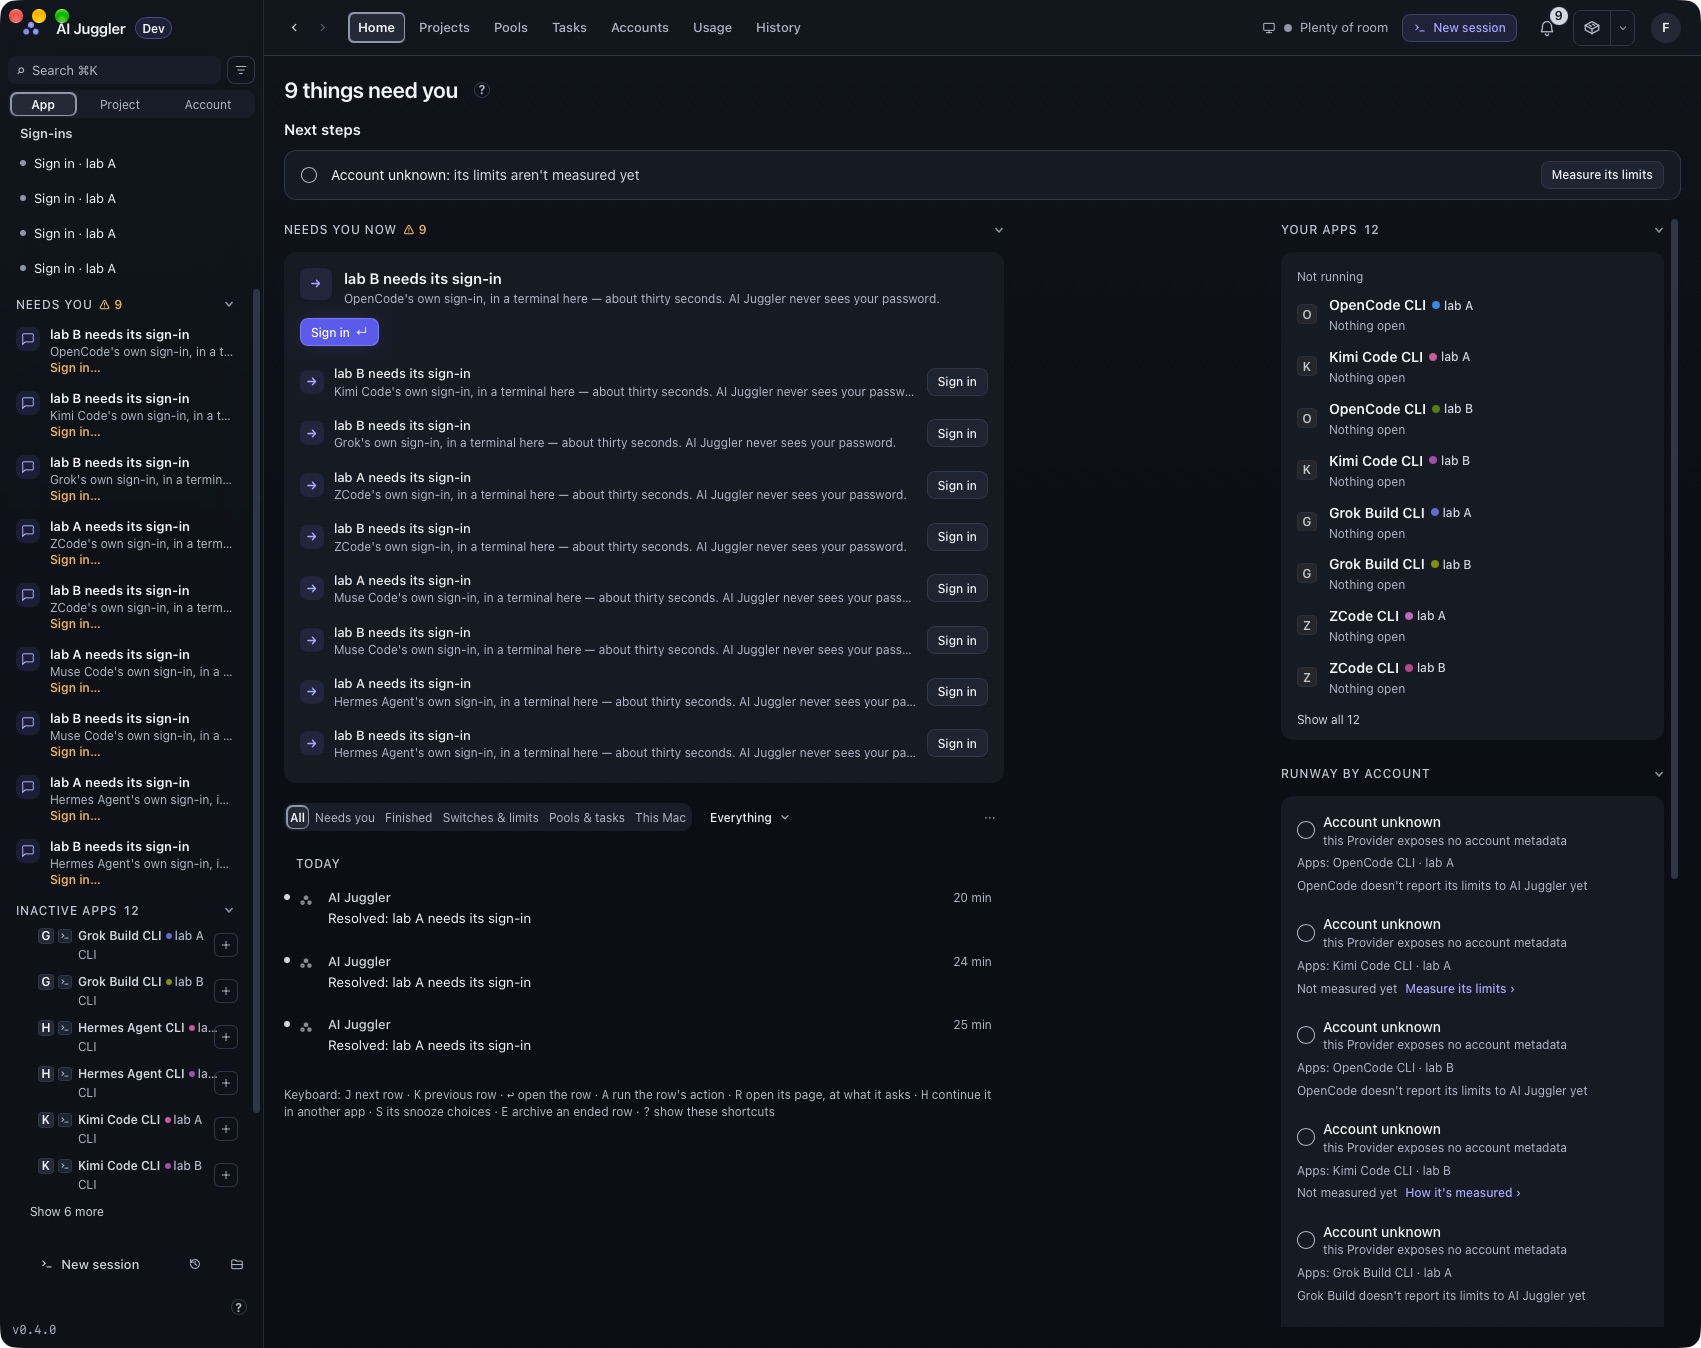 AI Juggler Dev
Search ⌘K
App Project Account
Sign-ins
Sign in · lab A
Sign in · lab A
Sign in · lab A
Sign in · lab A
NEEDS YOU 9
lab B needs its sign-in
OpenCode's own sign-in, in a t...
Sign in...
lab B needs its sign-in
Kimi Code's own sign-in, in a t...
Sign in...
lab B needs its sign-in
Grok's own sign-in, in a termin...
Sign in...
lab A needs its sign-in
ZCode's own sign-in, in a term...
Sign in...
lab B needs its sign-in
ZCode's own sign-in, in a term...
Sign in...
lab A needs its sign-in
Muse Code's own sign-in, in a ...
Sign in...
lab B needs its sign-in
Muse Code's own sign-in, in a ...
Sign in...
lab A needs its sign-in
Hermes Agent's own sign-in, i...
Sign in...
lab B needs its sign-in
Hermes Agent's own sign-in, i...
Sign in...
INACTIVE APPS 12
G Grok Build CLI lab A
CLI
G Grok Build CLI lab B
CLI
H Hermes Agent CLI la...
CLI
H Hermes Agent CLI la...
CLI
K Kimi Code CLI lab A
CLI
K Kimi Code CLI lab B
CLI
Show 6 more
New session
?
v0.4.0
Home Projects Pools Tasks Accounts Usage History
Plenty of room
New session
9
F
9 things need you ?
Next steps
Account unknown: its limits aren't measured yet
Measure its limits
NEEDS YOU NOW 9
lab B needs its sign-in
OpenCode's own sign-in, in a terminal here — about thirty seconds. AI Juggler never sees your password.
Sign in ↵
lab B needs its sign-in
Kimi Code's own sign-in, in a terminal here — about thirty seconds. AI Juggler never sees your passw...
Sign in
lab B needs its sign-in
Grok's own sign-in, in a terminal here — about thirty seconds. AI Juggler never sees your password.
Sign in
lab A needs its sign-in
ZCode's own sign-in, in a terminal here — about thirty seconds. AI Juggler never sees your password.
Sign in
lab B needs its sign-in
ZCode's own sign-in, in a terminal here — about thirty seconds. AI Juggler never sees your password.
Sign in
lab A needs its sign-in
Muse Code's own sign-in, in a terminal here — about thirty seconds. AI Juggler never sees your pass...
Sign in
lab B needs its sign-in
Muse Code's own sign-in, in a terminal here — about thirty seconds. AI Juggler never sees your pass...
Sign in
lab A needs its sign-in
Hermes Agent's own sign-in, in a terminal here — about thirty seconds. AI Juggler never sees your pa...
Sign in
lab B needs its sign-in
Hermes Agent's own sign-in, in a terminal here — about thirty seconds. AI Juggler never sees your pa...
Sign in
All Needs you Finished Switches & limits Pools & tasks This Mac Everything ...
TODAY
AI Juggler 20 min
Resolved: lab A needs its sign-in
AI Juggler 24 min
Resolved: lab A needs its sign-in
AI Juggler 25 min
Resolved: lab A needs its sign-in
Keyboard: J next row · K previous row · ↩ open the row · A run the row's action · R open its page, at what it asks · H continue it
in another app · S its snooze choices · E archive an ended row · ? show these shortcuts
YOUR APPS 12
Not running
O OpenCode CLI lab A
Nothing open
K Kimi Code CLI lab A
Nothing open
O OpenCode CLI lab B
Nothing open
K Kimi Code CLI lab B
Nothing open
G Grok Build CLI lab A
Nothing open
G Grok Build CLI lab B
Nothing open
Z ZCode CLI lab A
Nothing open
Z ZCode CLI lab B
Nothing open
Show all 12
RUNWAY BY ACCOUNT
Account unknown
this Provider exposes no account metadata
Apps: OpenCode CLI · lab A
OpenCode doesn't report its limits to AI Juggler yet
Account unknown
this Provider exposes no account metadata
Apps: Kimi Code CLI · lab A
Not measured yet Measure its limits ›
Account unknown
this Provider exposes no account metadata
Apps: OpenCode CLI · lab B
OpenCode doesn't report its limits to AI Juggler yet
Account unknown
this Provider exposes no account metadata
Apps: Kimi Code CLI · lab B
Not measured yet How it's measured ›
Account unknown
this Provider exposes no account metadata
Apps: Grok Build CLI · lab A
Grok Build doesn't report its limits to AI Juggler yet